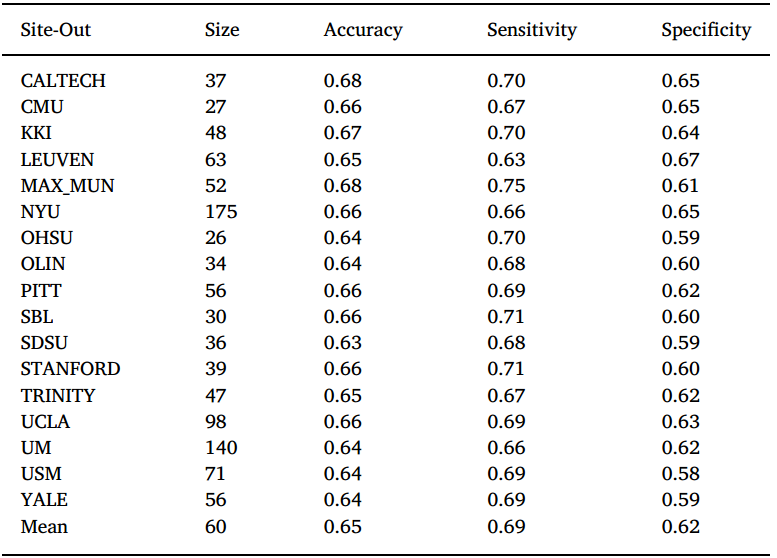 Site-Out Size Accuracy Sensitivity Specificity
CALTECH 37 0.68 0.70 0.65
CMU 27 0.66 0.67 0.65
KKI 48 0.67 0.70 0.64
LEUVEN 63 0.65 0.63 0.67
MAX_MUN 52 0.68 0.75 0.61
NYU 175 0.66 0.66 0.65
OHSU 26 0.64 0.70 0.59
OLIN 34 0.64 0.68 0.60
PITT 56 0.66 0.69 0.62
SBL 30 0.66 0.71 0.60
SDSU 36 0.63 0.68 0.59
STANFORD 39 0.66 0.71 0.60
TRINITY 47 0.65 0.67 0.62
UCLA 98 0.66 0.69 0.63
UM 140 0.64 0.66 0.62
USM 71 0.64 0.69 0.58
YALE 56 0.64 0.69 0.59
Mean 60 0.65 0.69 0.62